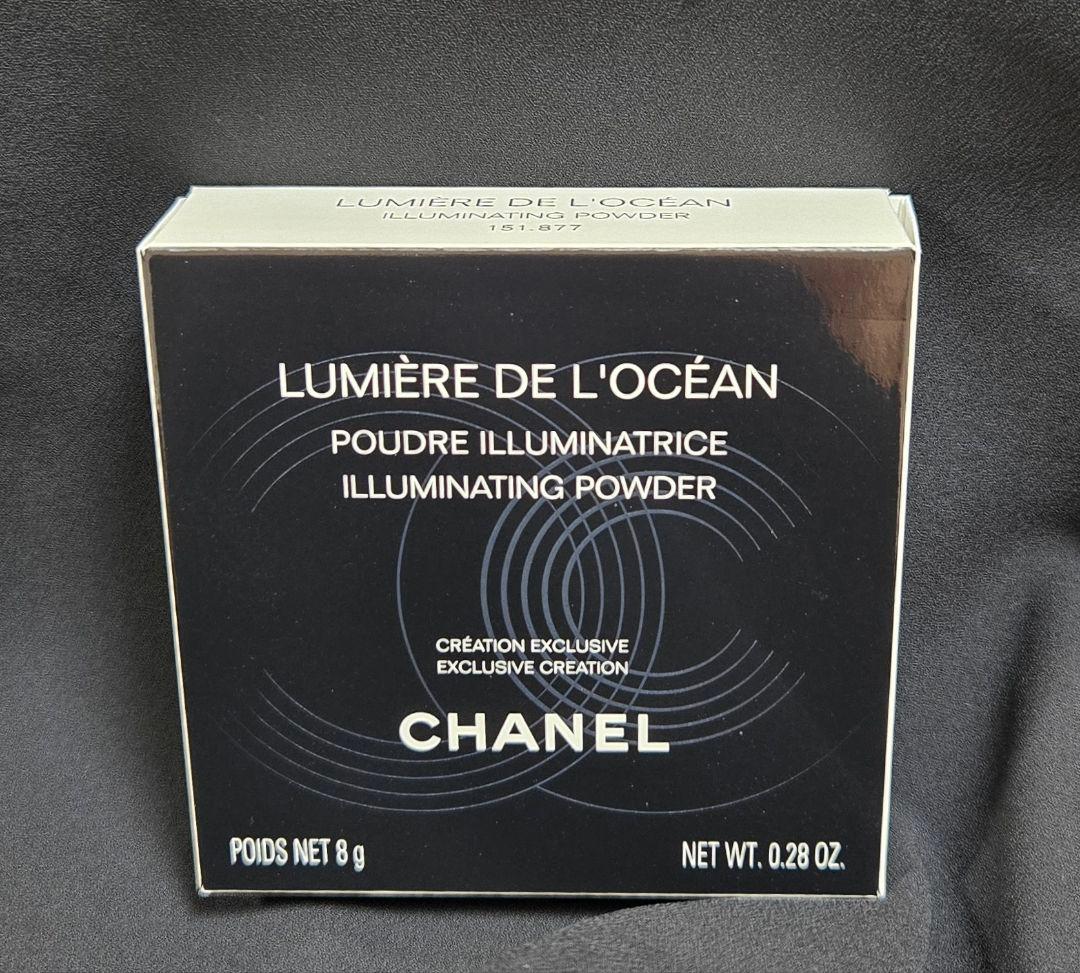 LUMIÈRE DE L'OCÉAN
ILLUMINATING POWDER
151.877
LUMIÈRE DE L'OCÉAN
POUDRE ILLUMINATRICE
ILLUMINATING POWDER
CRÉATION EXCLUSIVE
EXCLUSIVE CREATION
CHANEL
POIDS NET 8 g NET WT. 0.28 OZ.